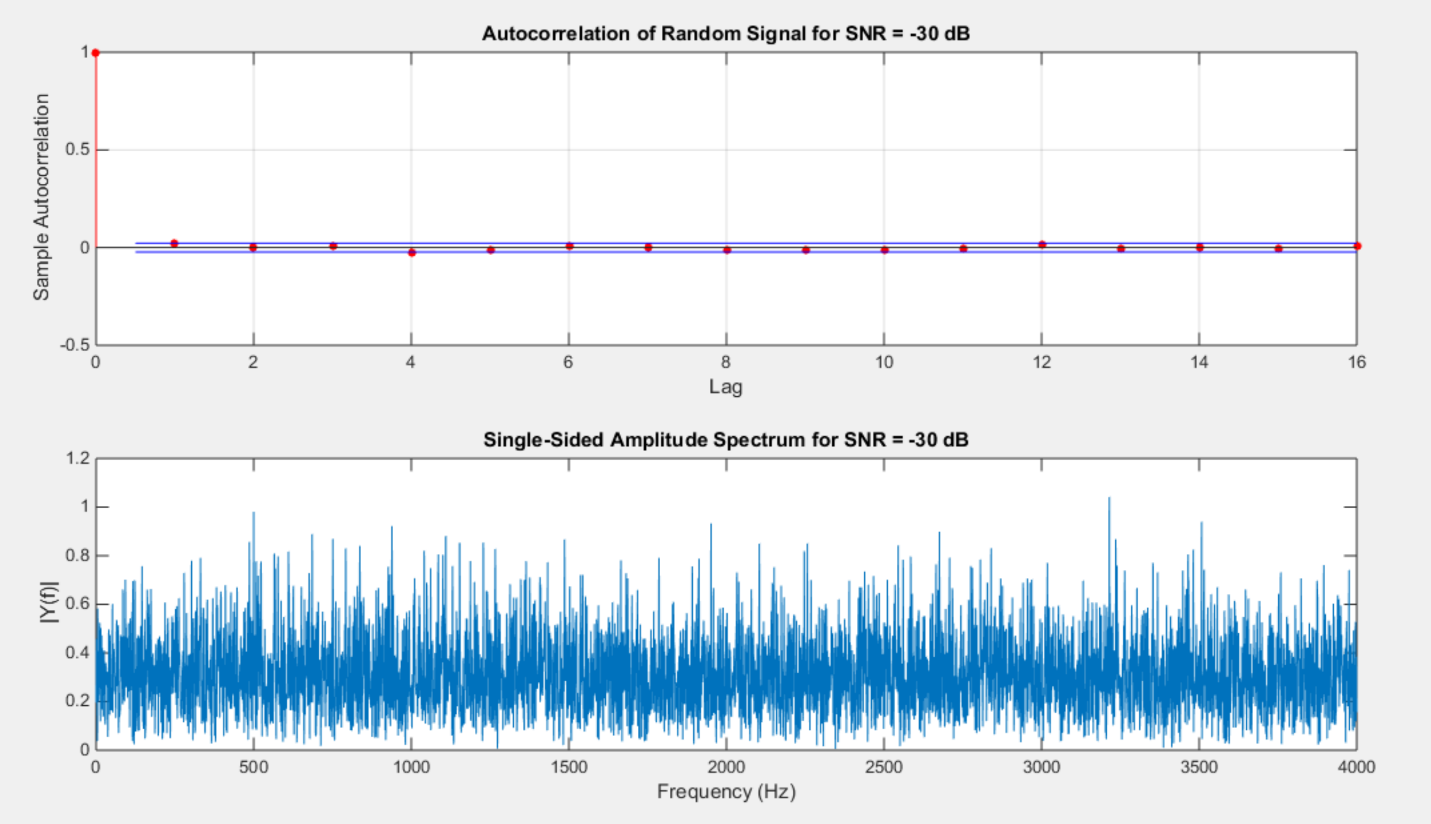 Autocorrelation of Random Signal for SNR = -30 dB
Sample Autocorrelation
1
0.5
0
-0.5
0 2 4 6 8 10 12 14 16
Lag
Single-Sided Amplitude Spectrum for SNR = -30 dB
|Y(f)|
1.2
1
0.8
0.6
0.4
0.2
0
0 500 1000 1500 2000 2500 3000 3500 4000
Frequency (Hz)